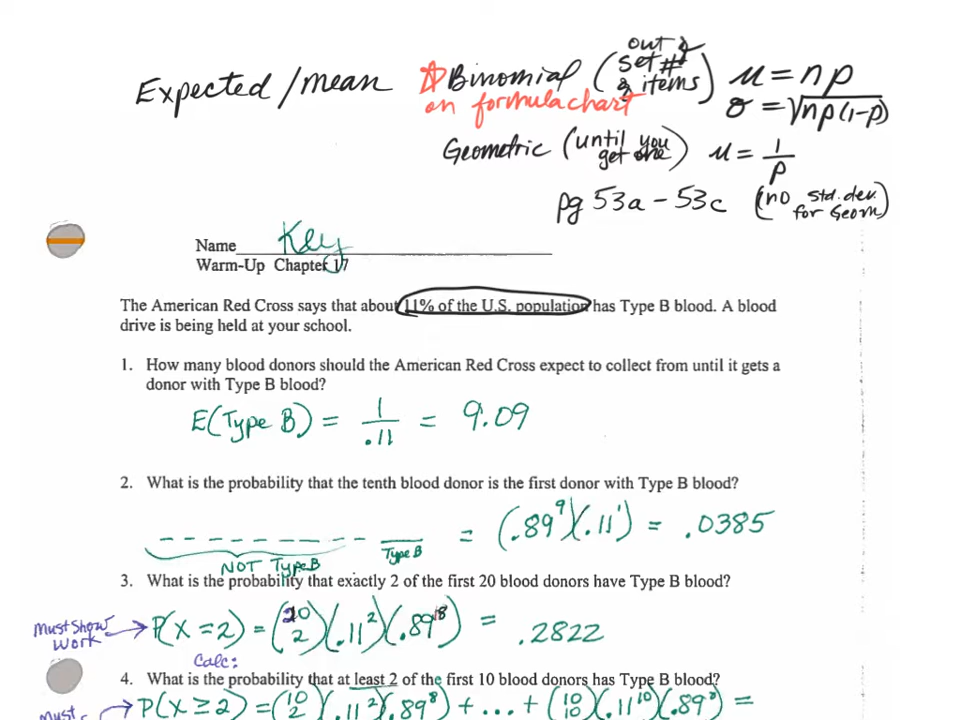 Expected/mean ☆Binomial (out of set # of items) μ = np
on formula chart σ = √np(1-p)
Geometric (until you get one) μ = 1/p
pg 53a - 53c (no std. dev. for Geom)
Name Key
Warm-Up Chapter 17
The American Red Cross says that about 11% of the U.S. population has Type B blood. A blood
drive is being held at your school.
1. How many blood donors should the American Red Cross expect to collect from until it gets a
donor with Type B blood?
E(Type B) = 1/.11 = 9.09
2. What is the probability that the tenth blood donor is the first donor with Type B blood?
_ _ _ _ _ _ _ _ _ __ = (.89⁹)(.11¹) = .0385
NOT Type B Type B
3. What is the probability that exactly 2 of the first 20 blood donors have Type B blood?
Must Show Work → P(X = 2) = (20 2)(.11²)(.89¹⁸) = .2822
Calc:
4. What is the probability that at least 2 of the first 10 blood donors has Type B blood?
Must → P(X ≥ 2) = (10 2)(.11²)(.89⁸) + ... + (10 10)(.11¹⁰)(.89⁰) =